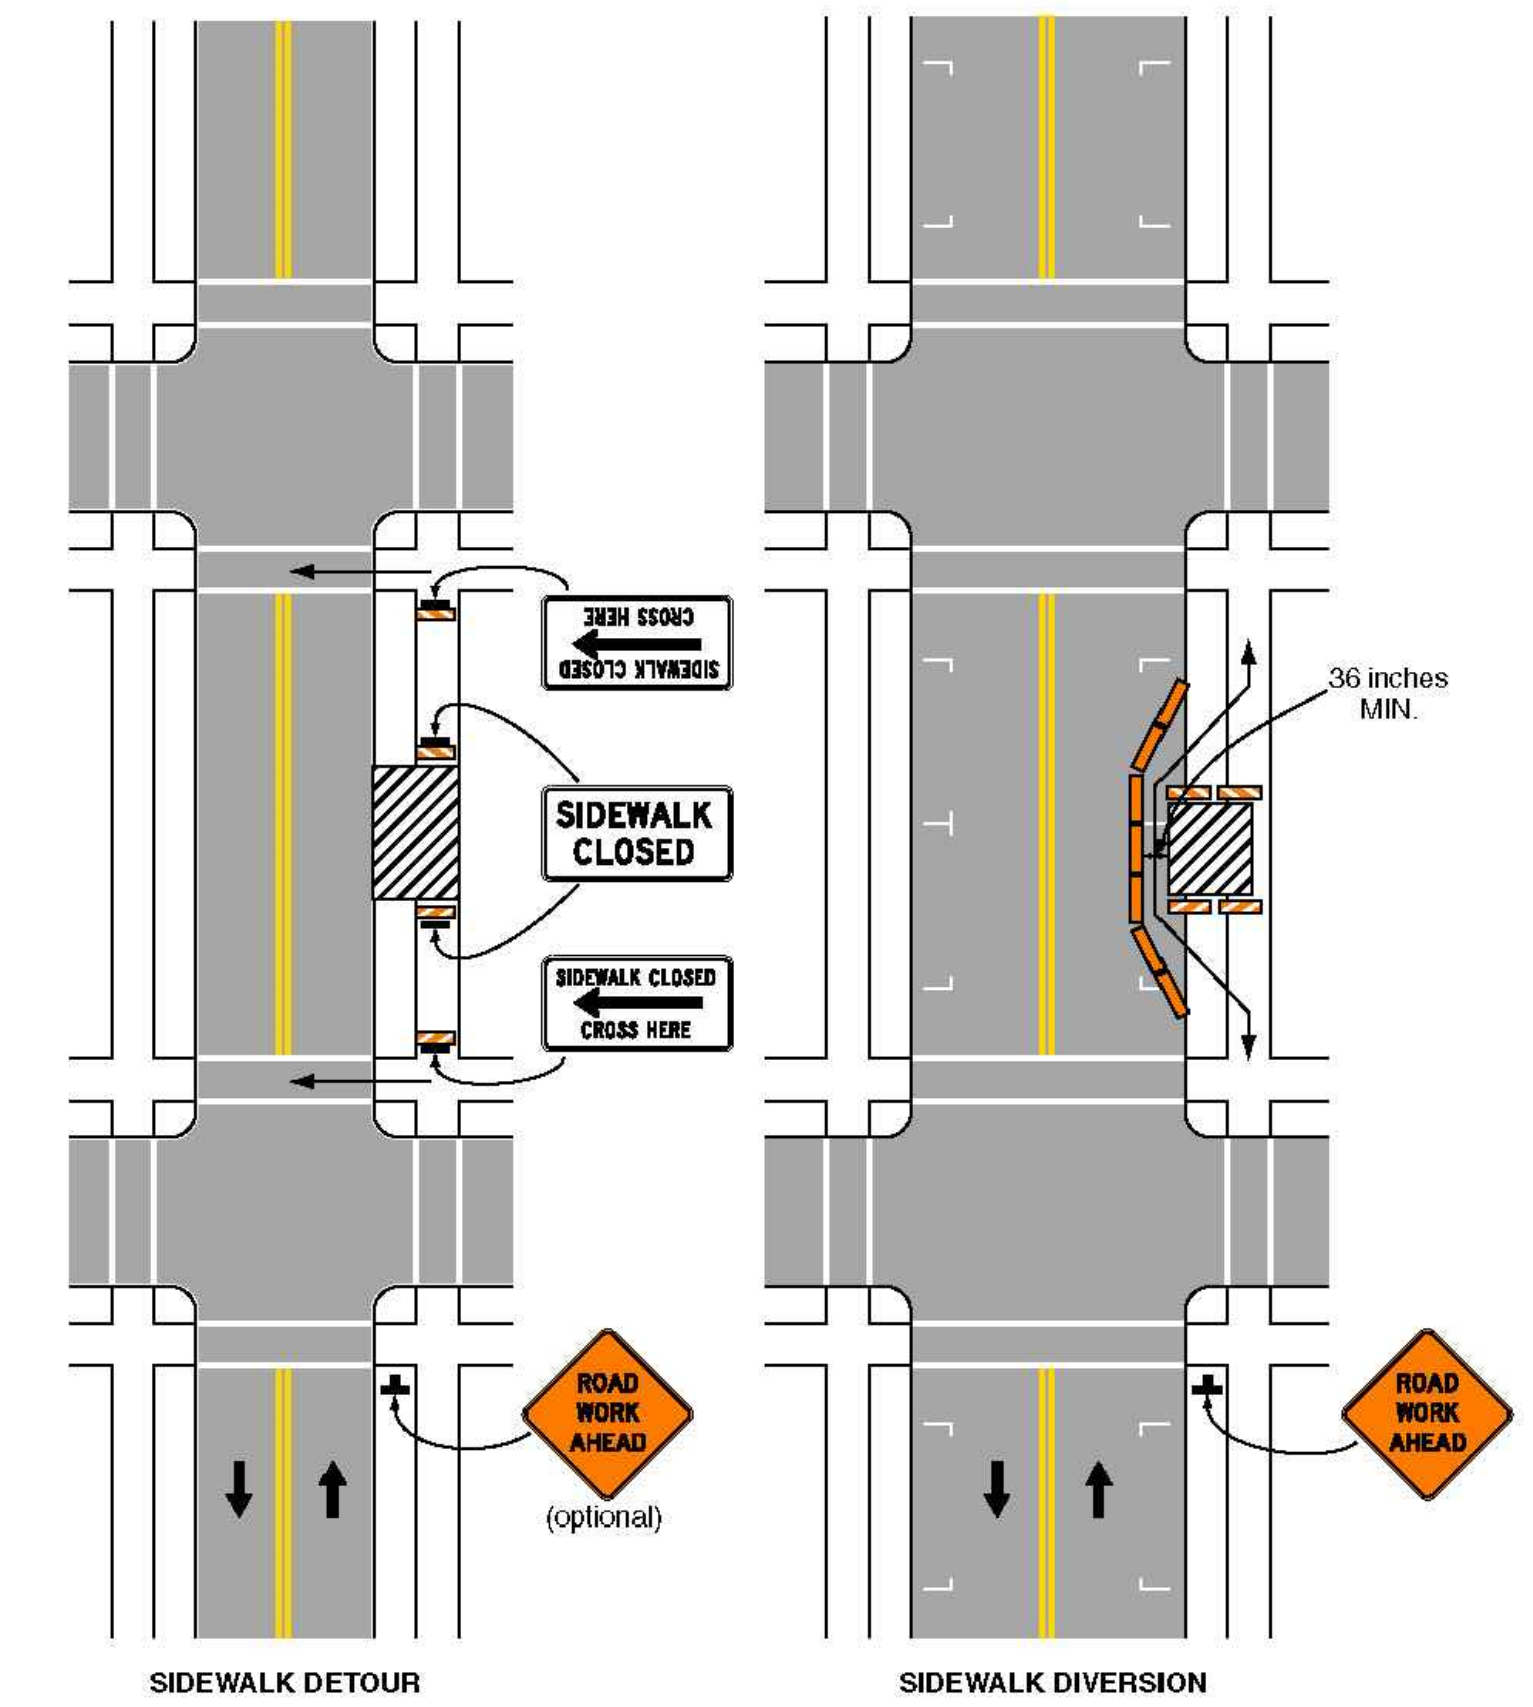 CROSS HERE
SIDEWALK CLOSED
36 inches
MIN.
SIDEWALK
CLOSED
SIDEWALK CLOSED
CROSS HERE
ROAD
WORK
AHEAD
(optional)
ROAD
WORK
AHEAD
SIDEWALK DETOUR
SIDEWALK DIVERSION